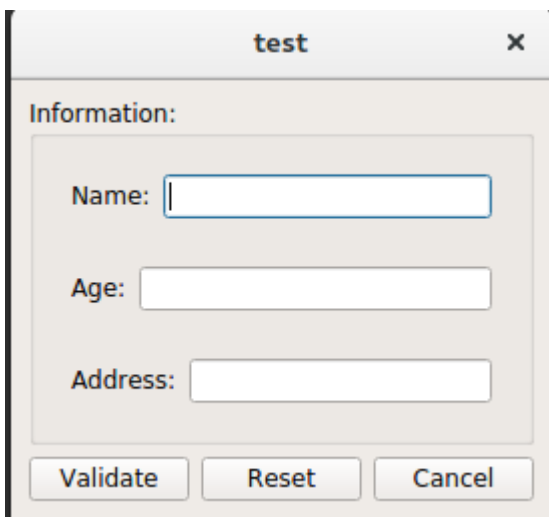 test
Information:
Name:
Age:
Address:
Validate Reset Cancel